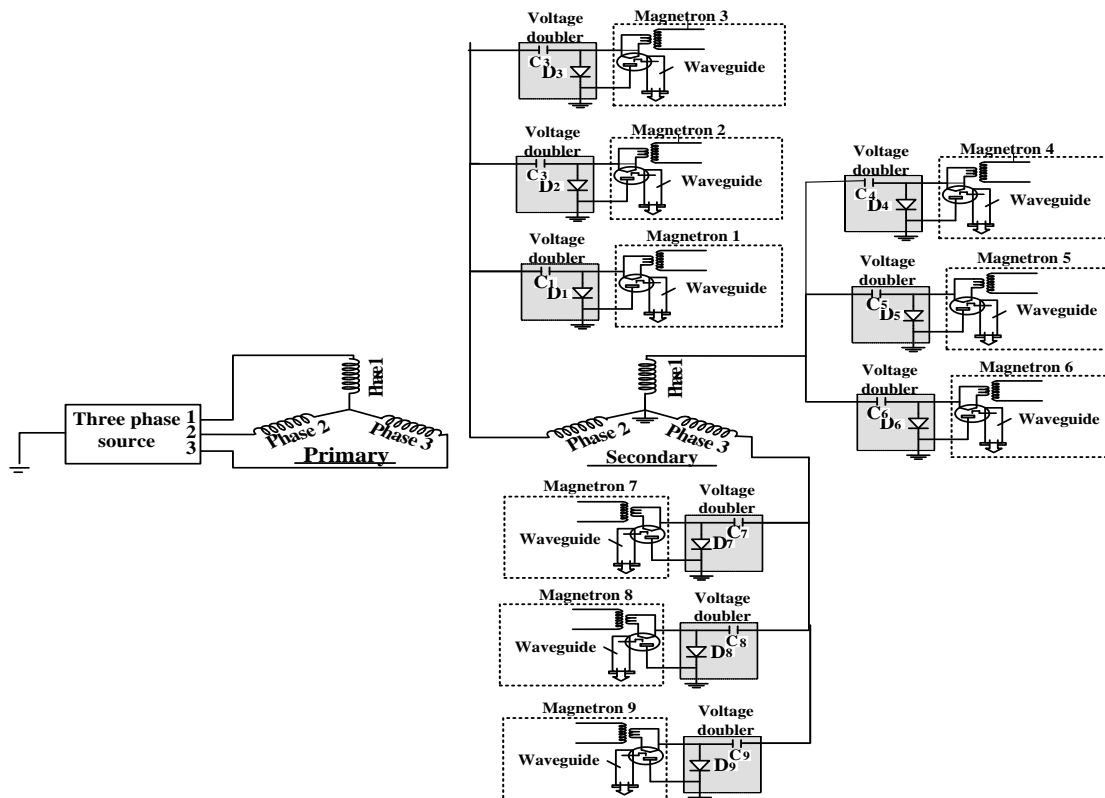 Magnetron 3
Voltage
doubler
C3
D3
Waveguide
Magnetron 2
Voltage
doubler
C3
D2
Waveguide
Magnetron 1
Voltage
doubler
C1
D1
Waveguide
Magnetron 4
Voltage
doubler
C4
D4
Waveguide
Magnetron 5
Voltage
doubler
C5
D5
Waveguide
Magnetron 6
Voltage
doubler
C6
D6
Waveguide
Three phase
source
1
2
3
Phase1
Phase 2
Phase 3
Primary
Phase1
Phase 2
Phase 3
Secondary
Magnetron 7
Voltage
doubler
Waveguide
C7
D7
Magnetron 8
Voltage
doubler
Waveguide
C8
D8
Magnetron 9
Voltage
doubler
Waveguide
C9
D9